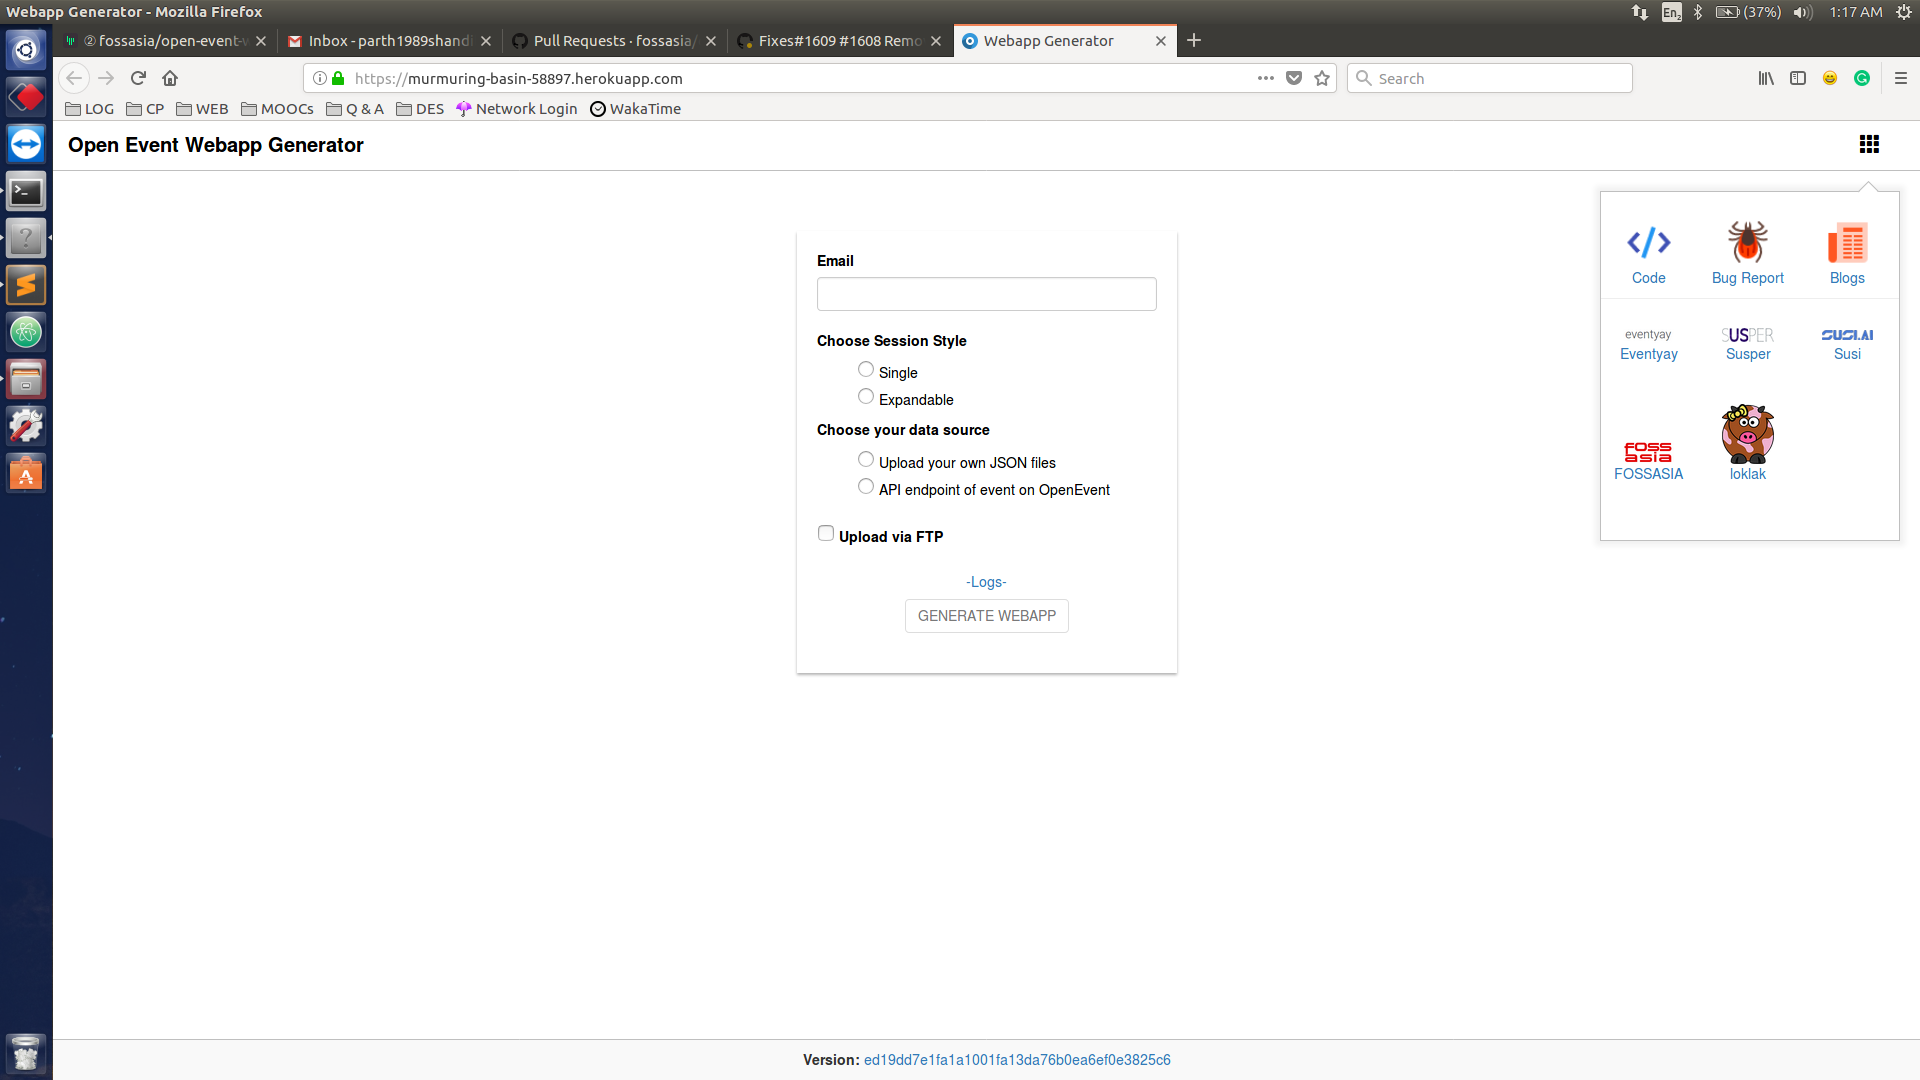 Webapp Generator - Mozilla Firefox
En2 (37%) 1:17 AM
② fossasia/open-event-w
Inbox - parth1989shandi
Pull Requests · fossasia/
Fixes#1609 #1608 Remo
Webapp Generator
https://murmuring-basin-58897.herokuapp.com
Search
LOG CP WEB MOOCs Q & A DES Network Login WakaTime
Open Event Webapp Generator
Code Bug Report Blogs
eventyay SUSPER SUSI.AI
Eventyay Susper Susi
FOSS
ASIA
FOSSASIA loklak
Email
Choose Session Style
Single
Expandable
Choose your data source
Upload your own JSON files
API endpoint of event on OpenEvent
Upload via FTP
-Logs-
GENERATE WEBAPP
Version: ed19dd7e1fa1a1001fa13da76b0ea6ef0e3825c6